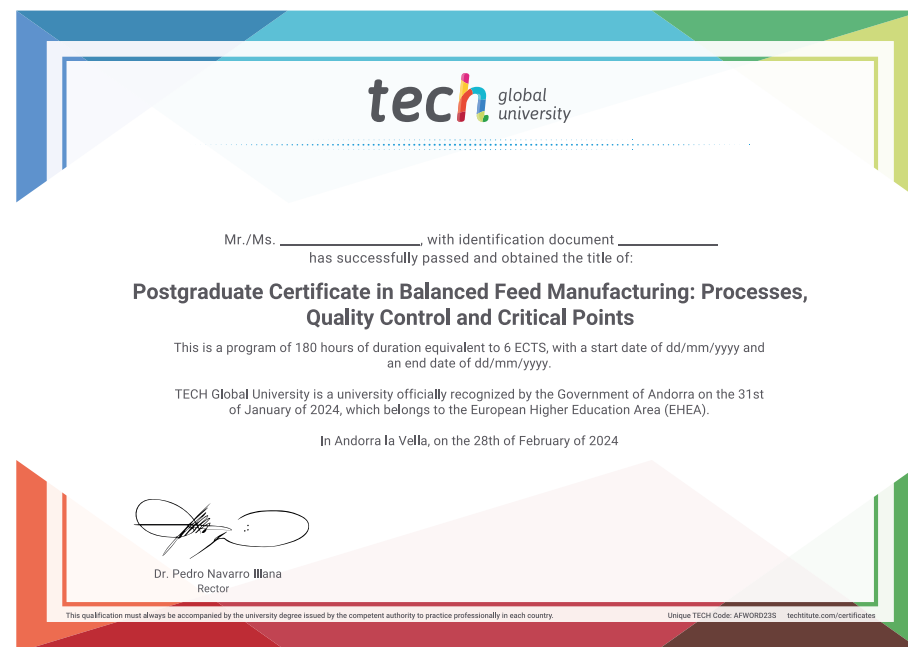 tech global university
Mr./Ms. ____________________, with identification document ______________
has successfully passed and obtained the title of:
Postgraduate Certificate in Balanced Feed Manufacturing: Processes,
Quality Control and Critical Points
This is a program of 180 hours of duration equivalent to 6 ECTS, with a start date of dd/mm/yyyy and
an end date of dd/mm/yyyy.
TECH Global University is a university officially recognized by the Government of Andorra on the 31st
of January of 2024, which belongs to the European Higher Education Area (EHEA).
In Andorra la Vella, on the 28th of February of 2024
Dr. Pedro Navarro Illana
Rector
This qualification must always be accompanied by the university degree issued by the competent authority to practice professionally in each country.
Unique TECH Code: AFWORD23S techtitute.com/certificates